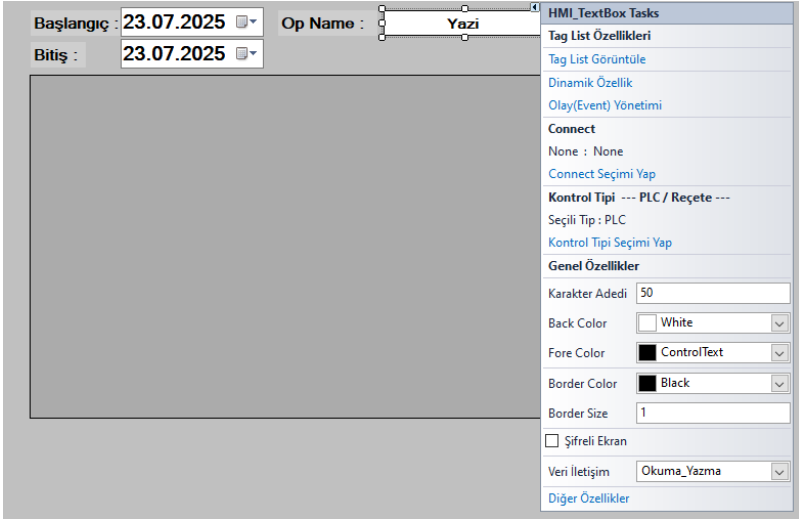 Başlangıç : 23.07.2025 Op Name : Yazi
Bitiş : 23.07.2025
HMI_TextBox Tasks
Tag List Özellikleri
Tag List Görüntüle
Dinamik Özellik
Olay(Event) Yönetimi
Connect
None : None
Connect Seçimi Yap
Kontrol Tipi --- PLC / Reçete ---
Seçili Tip : PLC
Kontrol Tipi Seçimi Yap
Genel Özellikler
Karakter Adedi 50
Back Color White
Fore Color ControlText
Border Color Black
Border Size 1
Şifreli Ekran
Veri İletişim Okuma_Yazma
Diğer Özellikler